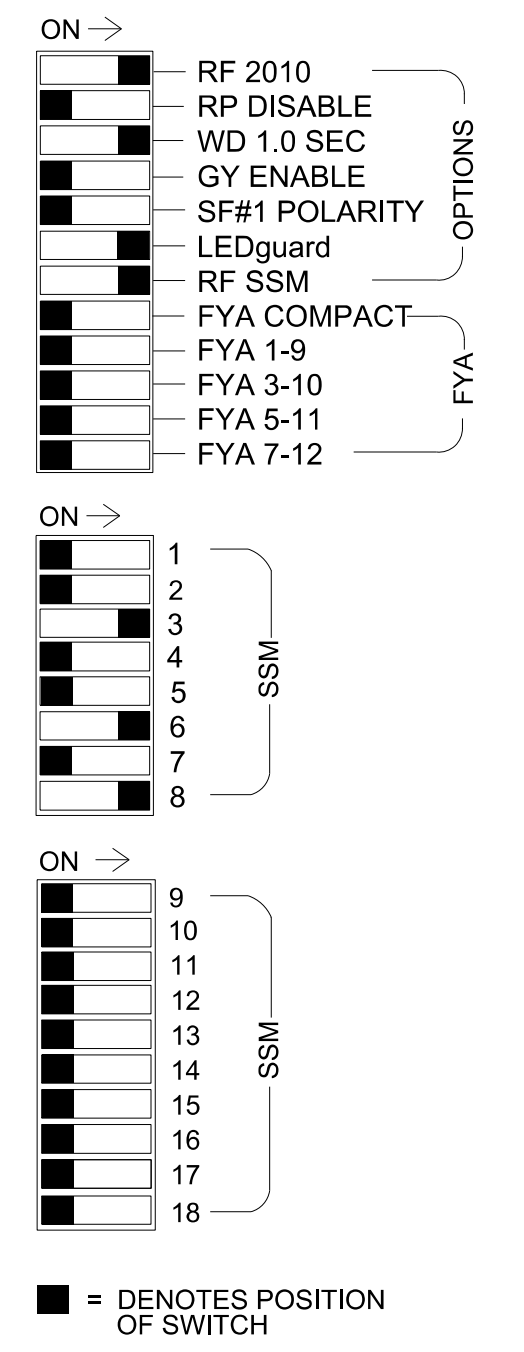 ON
RF 2010
RP DISABLE
WD 1.0 SEC
GY ENABLE
SF#1 POLARITY
LEDguard
RF SSM
OPTIONS
FYA COMPACT
FYA 1-9
FYA 3-10
FYA 5-11
FYA 7-12
FYA
ON
1
2
3
4
5
6
7
8
SSM
ON
9
10
11
12
13
14
15
16
17
18
SSM
= DENOTES POSITION
OF SWITCH